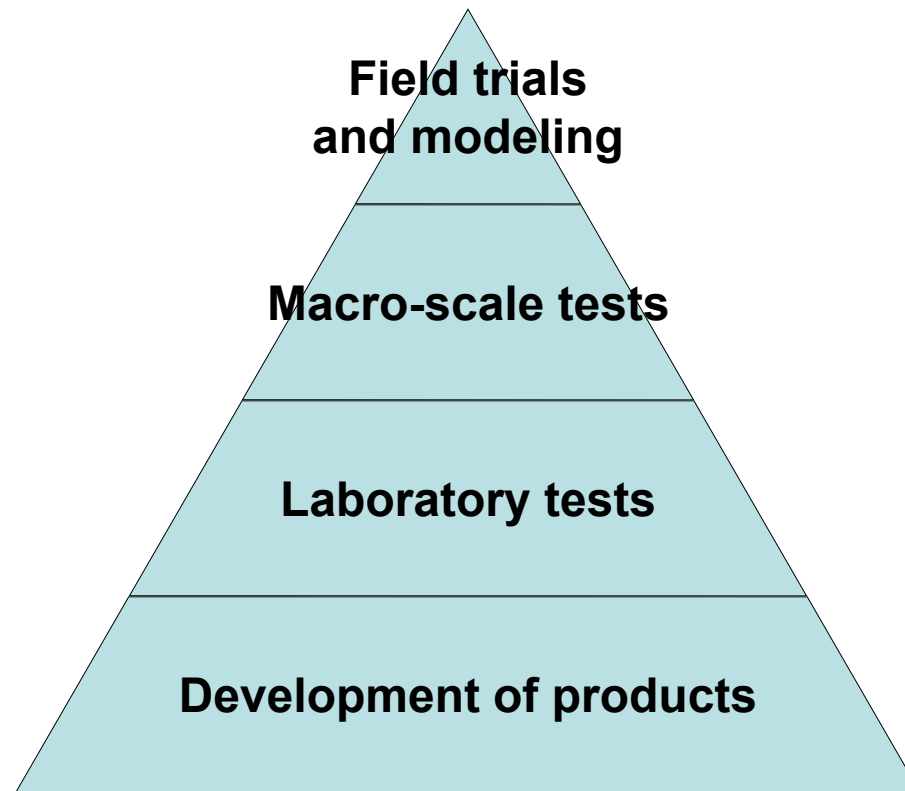 Field trials
and modeling
Macro-scale tests
Laboratory tests
Development of products